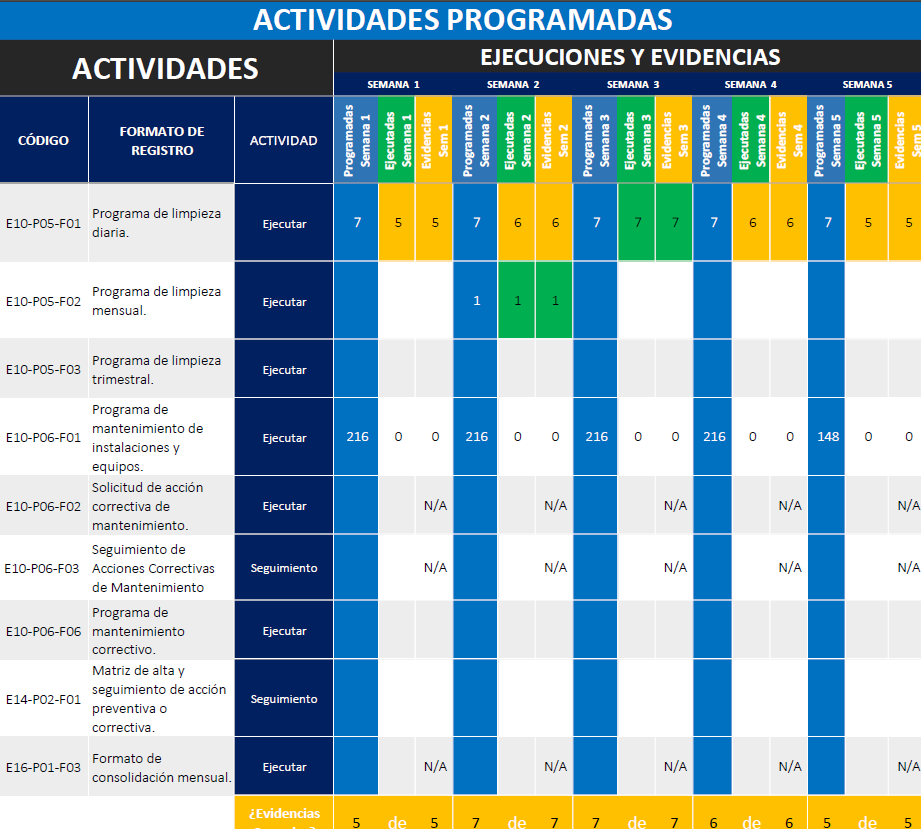 ACTIVIDADES PROGRAMADAS
ACTIVIDADES
EJECUCIONES Y EVIDENCIAS
SEMANA 1 SEMANA 2 SEMANA 3 SEMANA 4 SEMANA 5
CÓDIGO
FORMATO DE
REGISTRO
ACTIVIDAD
Programadas
Semana 1
Ejecutadas
Semana 1
Evidencias
Sem 1
Programadas
Semana 2
Ejecutadas
Semana 2
Evidencias
Sem 2
Programadas
Semana 3
Ejecutadas
Semana 3
Evidencias
Sem 3
Programadas
Semana 4
Ejecutadas
Semana 4
Evidencias
Sem 4
Programadas
Semana 5
Ejecutadas
Semana 5
Evidencias
Sem 5
E10-P05-F01
Programa de limpieza
diaria.
Ejecutar
7 5 5 7 6 6 7 7 7 7 6 6 7 5 5
E10-P05-F02
Programa de limpieza
mensual.
Ejecutar
1 1 1
E10-P05-F03
Programa de limpieza
trimestral.
Ejecutar
E10-P06-F01
Programa de
mantenimiento de
instalaciones y
equipos.
Ejecutar
216 0 0 216 0 0 216 0 0 216 0 0 148 0 0
E10-P06-F02
Solicitud de acción
correctiva de
mantenimiento.
Ejecutar
N/A N/A N/A N/A N/A
E10-P06-F03
Seguimiento de
Acciones Correctivas
de Mantenimiento
Seguimiento
N/A N/A N/A N/A N/A
E10-P06-F06
Programa de
mantenimiento
correctivo.
Ejecutar
E14-P02-F01
Matriz de alta y
seguimiento de acción
preventiva o
correctiva.
Seguimiento
E16-P01-F03
Formato de
consolidación mensual.
Ejecutar
N/A N/A N/A N/A N/A
¿Evidencias
5 de 5 7 de 7 7 de 7 6 de 6 5 de 5